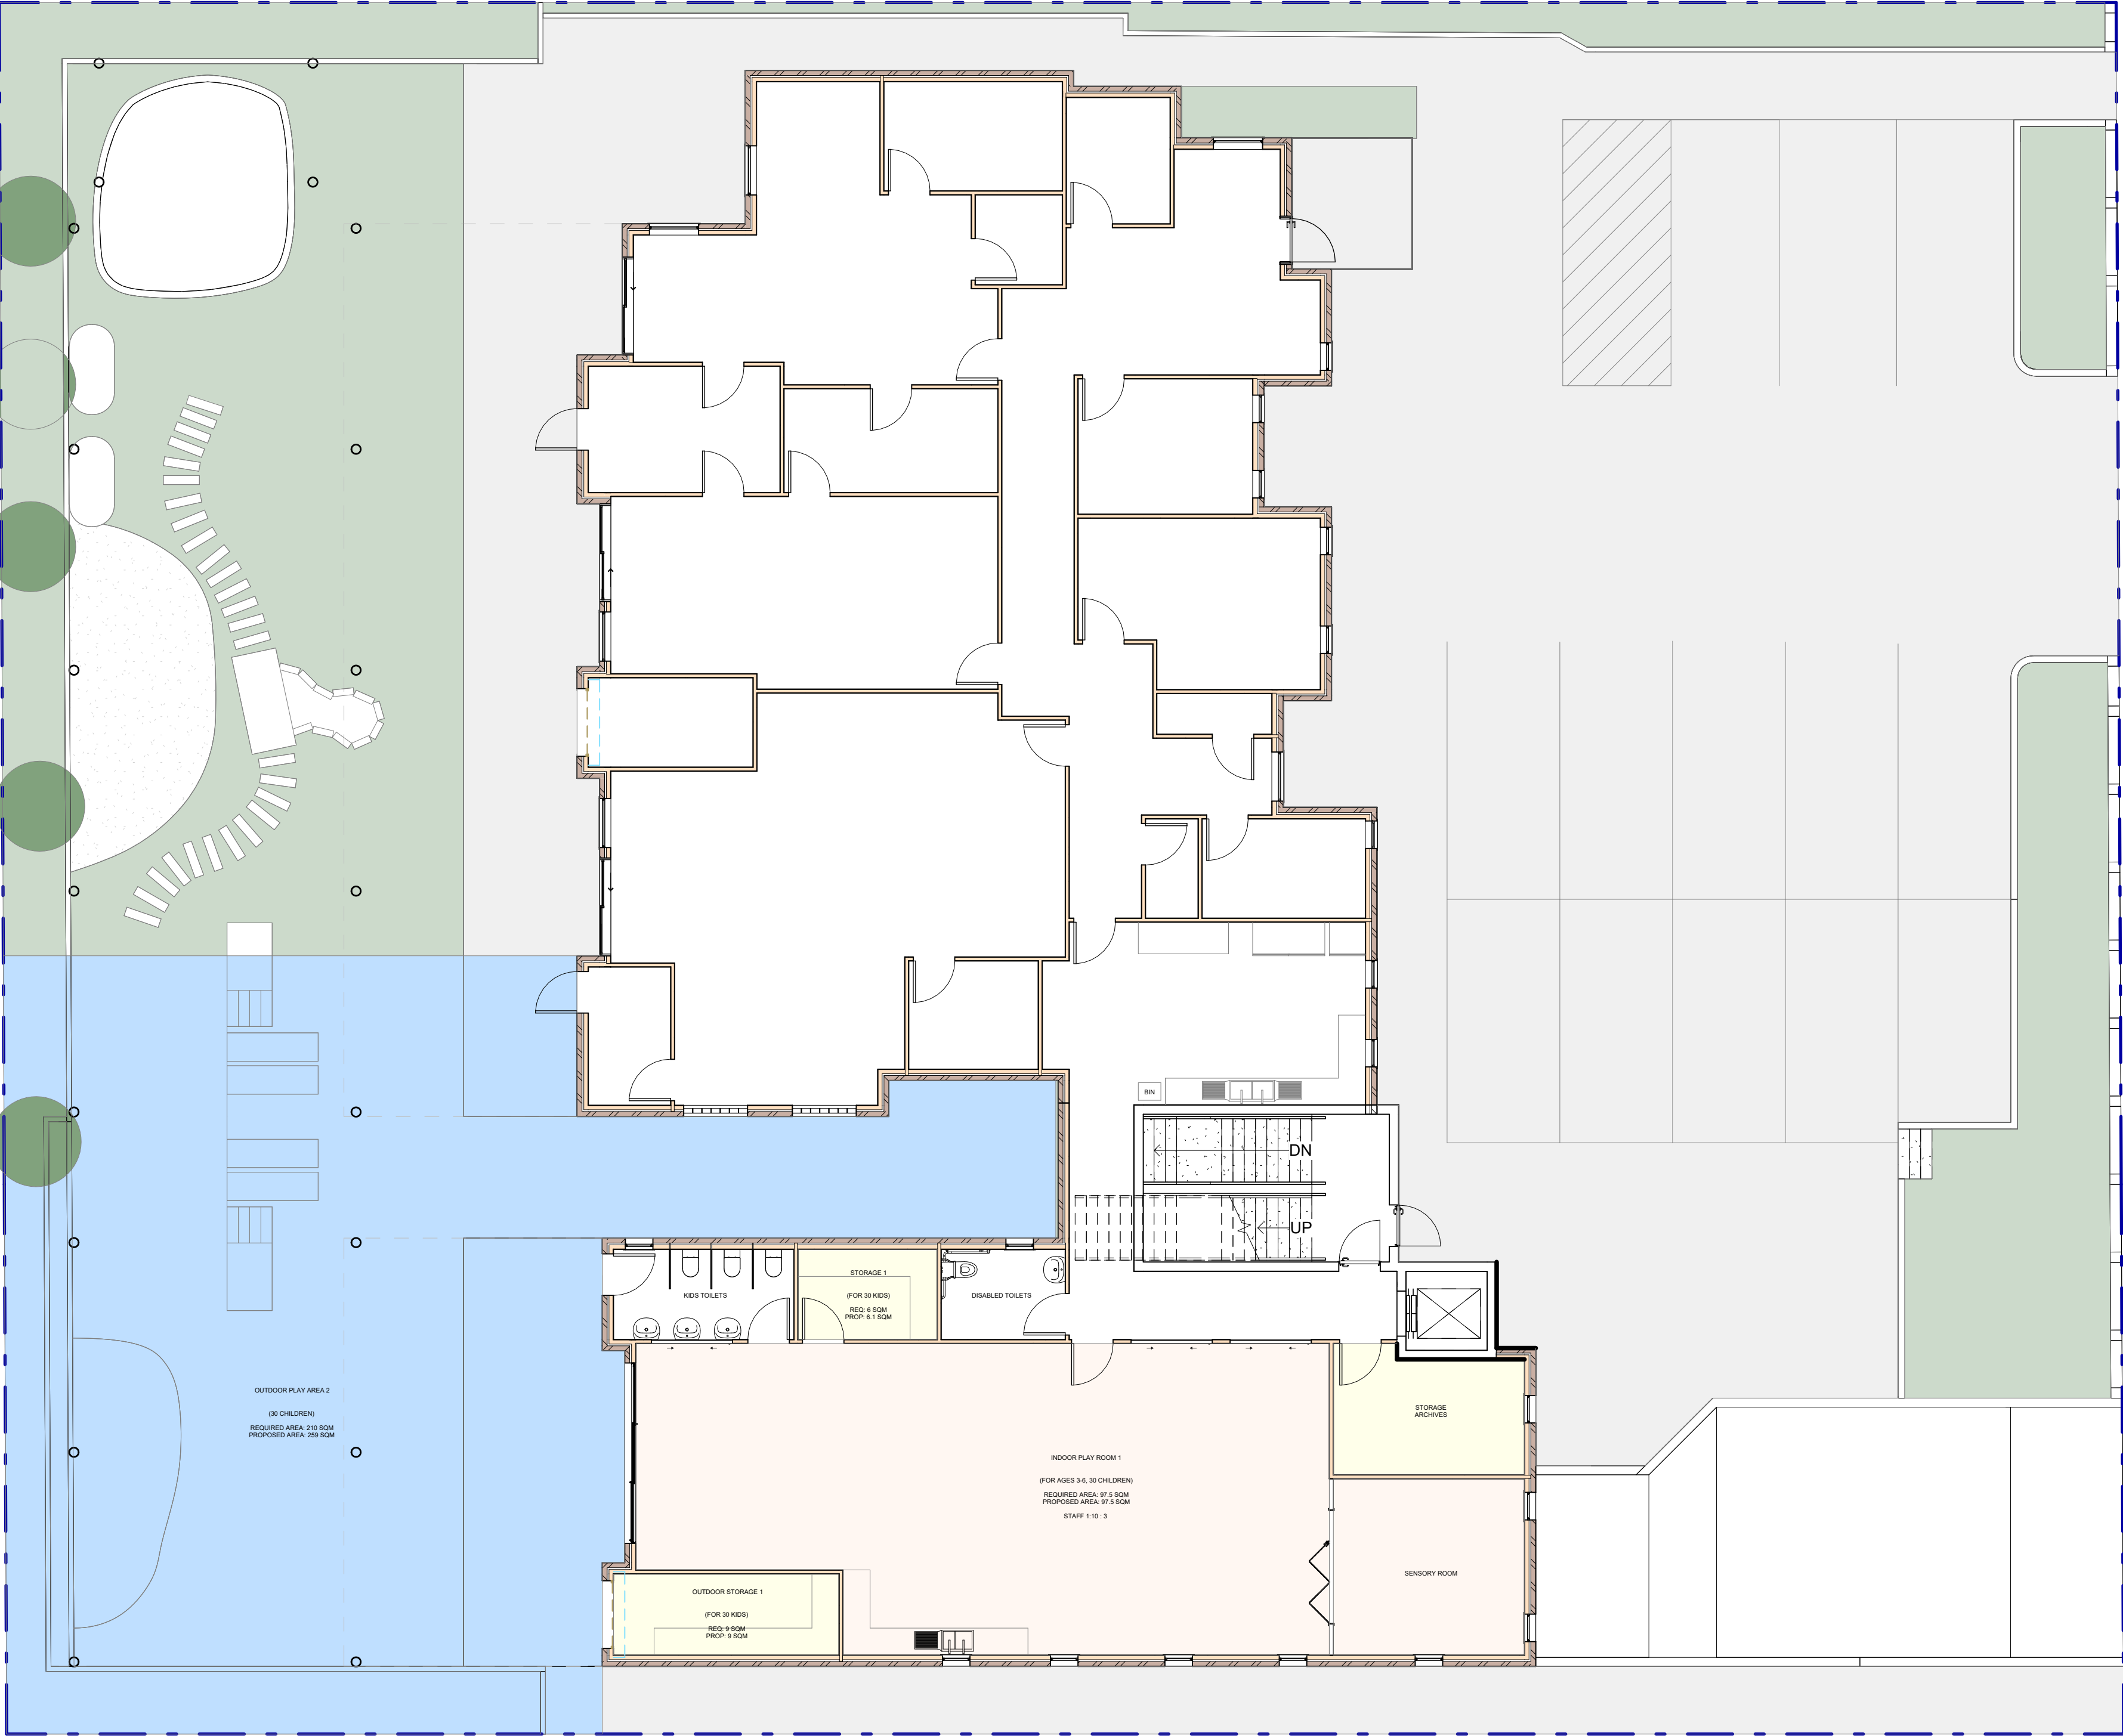 BIN
DN
UP
KIDS TOILETS
STORAGE 1
(FOR 30 KIDS)
REQ: 6 SQM
PROP: 6.1 SQM
DISABLED TOILETS
OUTDOOR PLAY AREA 2
(30 CHILDREN)
REQUIRED AREA: 210 SQM
PROPOSED AREA: 259 SQM
STORAGE
ARCHIVES
INDOOR PLAY ROOM 1
(FOR AGES 3-6, 30 CHILDREN)
REQUIRED AREA: 97.5 SQM
PROPOSED AREA: 97.5 SQM
STAFF 1:10 : 3
SENSORY ROOM
OUTDOOR STORAGE 1
(FOR 30 KIDS)
REQ: 9 SQM
PROP: 9 SQM